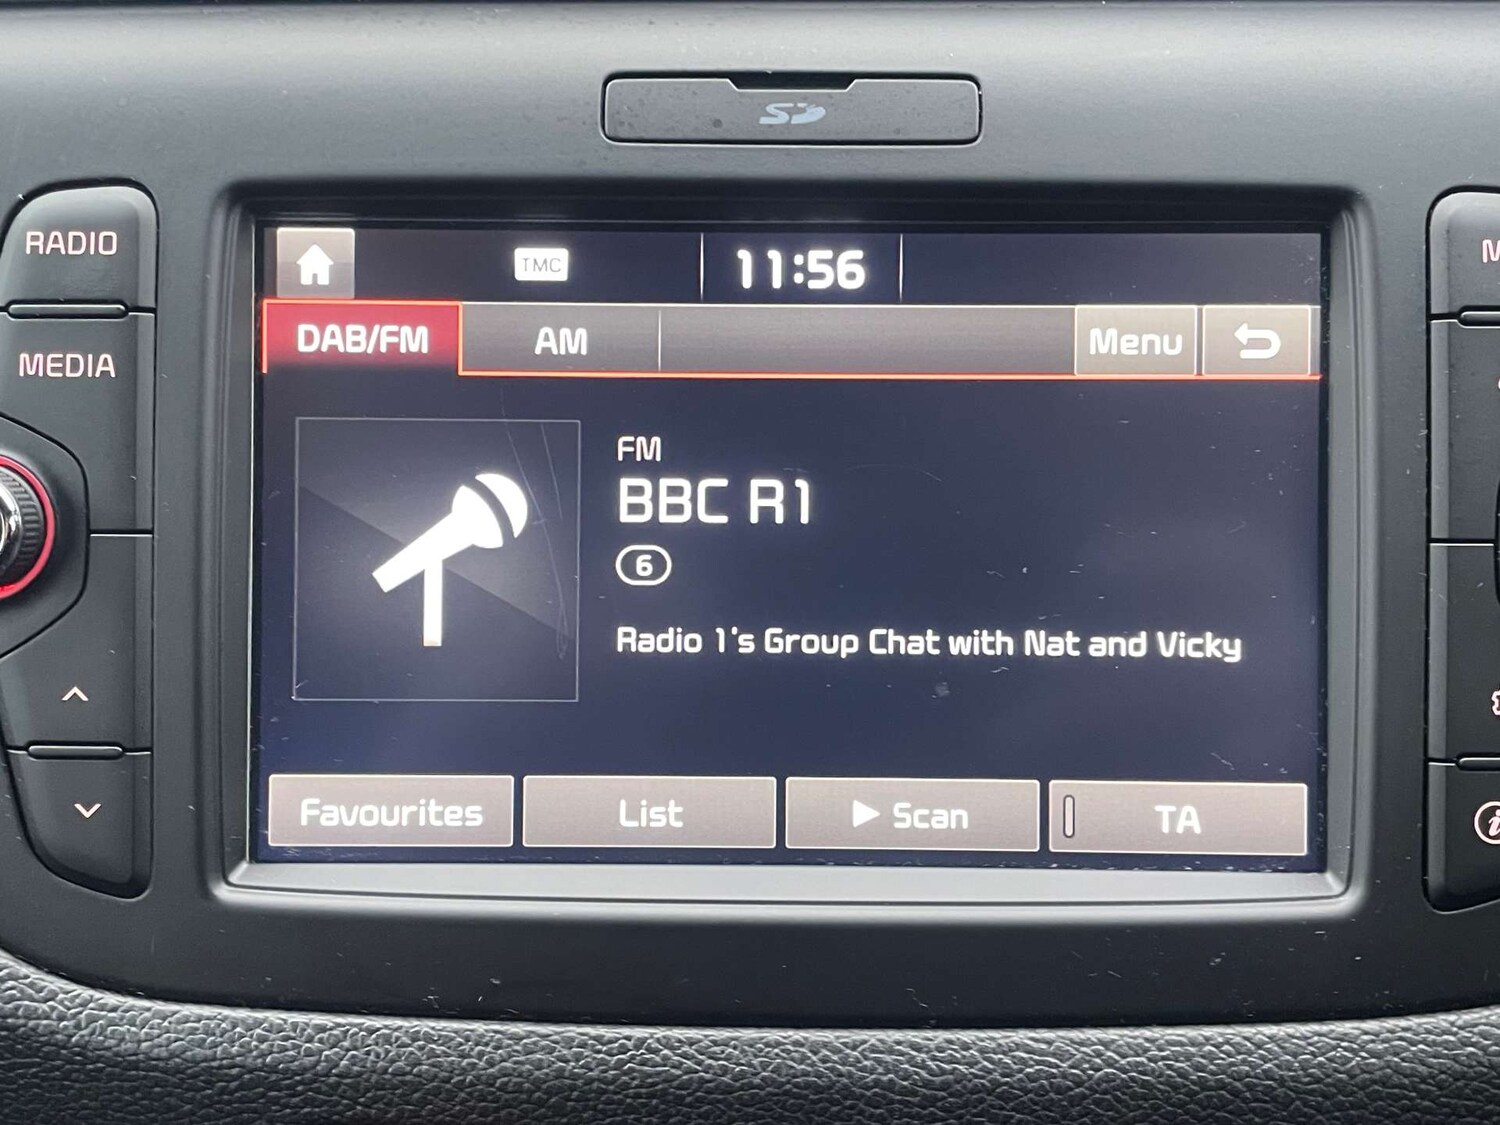 SD
RADIO
MEDIA
TMC
11:56
DAB/FM
AM
Menu
FM
BBC R1
6
Radio 1's Group Chat with Nat and Vicky
Favourites
List
Scan
TA
M
i